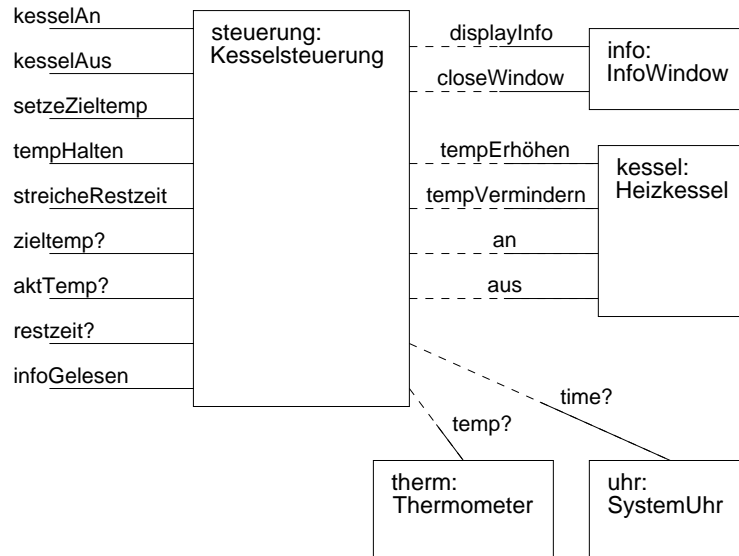 kesselAn
kesselAus
setzeZieltemp
tempHalten
streicheRestzeit
zieltemp?
aktTemp?
restzeit?
infoGelesen
steuerung:
Kesselsteuerung
displayInfo
closeWindow
tempErhöhen
tempVermindern
an
aus
time?
temp?
info:
InfoWindow
kessel:
Heizkessel
therm:
Thermometer
uhr:
SystemUhr